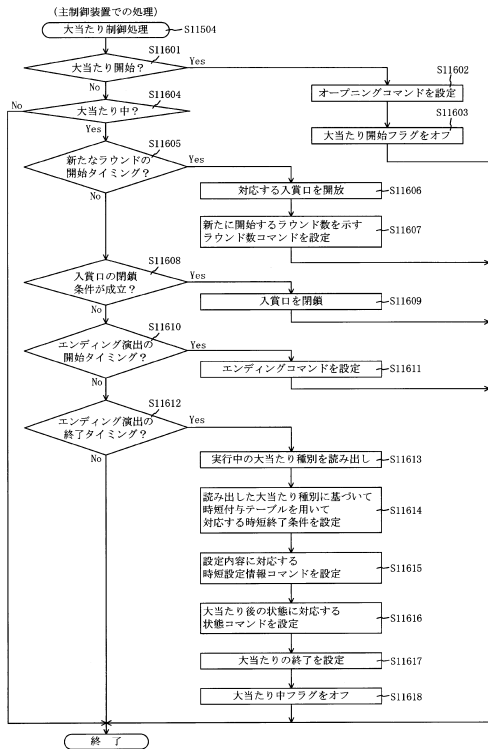 (主制御装置での処理)
大当たり制御処理
S11504
S11601
大当たり開始？
Yes
No
S11602
オープニングコマンドを設定
S11603
大当たり開始フラグをオフ
S11604
大当たり中？
No
Yes
S11605
新たなラウンドの
開始タイミング？
Yes
No
対応する入賞口を開放
S11606
新たに開始するラウンド数を示す
ラウンド数コマンドを設定
S11607
S11608
入賞口の閉鎖
条件が成立？
Yes
No
入賞口を閉鎖
S11609
S11610
エンディング演出の
開始タイミング？
Yes
No
エンディングコマンドを設定
S11611
S11612
エンディング演出の
終了タイミング？
Yes
No
実行中の大当たり種別を読み出し
S11613
読み出した大当たり種別に基づいて
時短付与テーブルを用いて
対応する時短終了条件を設定
S11614
設定内容に対応する
時短設定情報コマンドを設定
S11615
大当たり後の状態に対応する
状態コマンドを設定
S11616
大当たりの終了を設定
S11617
大当たり中フラグをオフ
S11618
終　了